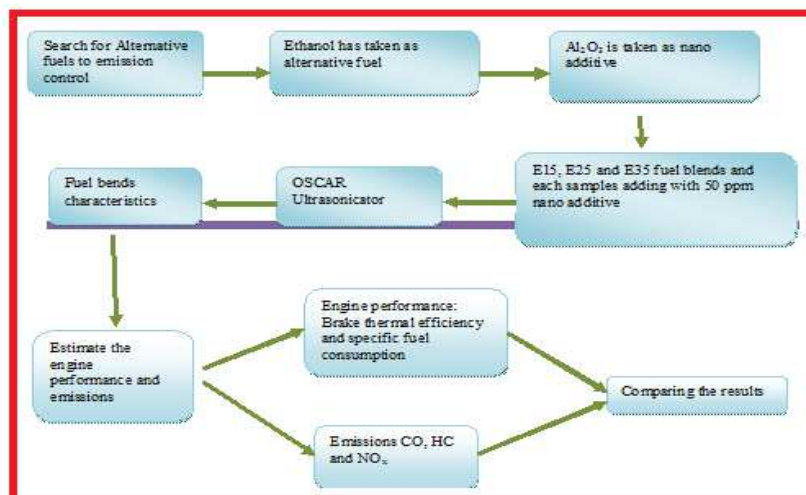 Search for Alternative
fuels to emission
control
Ethanol has taken as
alternative fuel
Al₂O₃ is taken as nano
additive
E15, E25 and E35 fuel blends and
each samples adding with 50 ppm
nano additive
OSCAR
Ultrasonicator
Fuel bends
characteristics
Estimate the
engine
performance and
emissions
Engine performance:
Brake thermal efficiency
and specific fuel
consumption
Emissions CO, HC
and NOₓ
Comparing the results